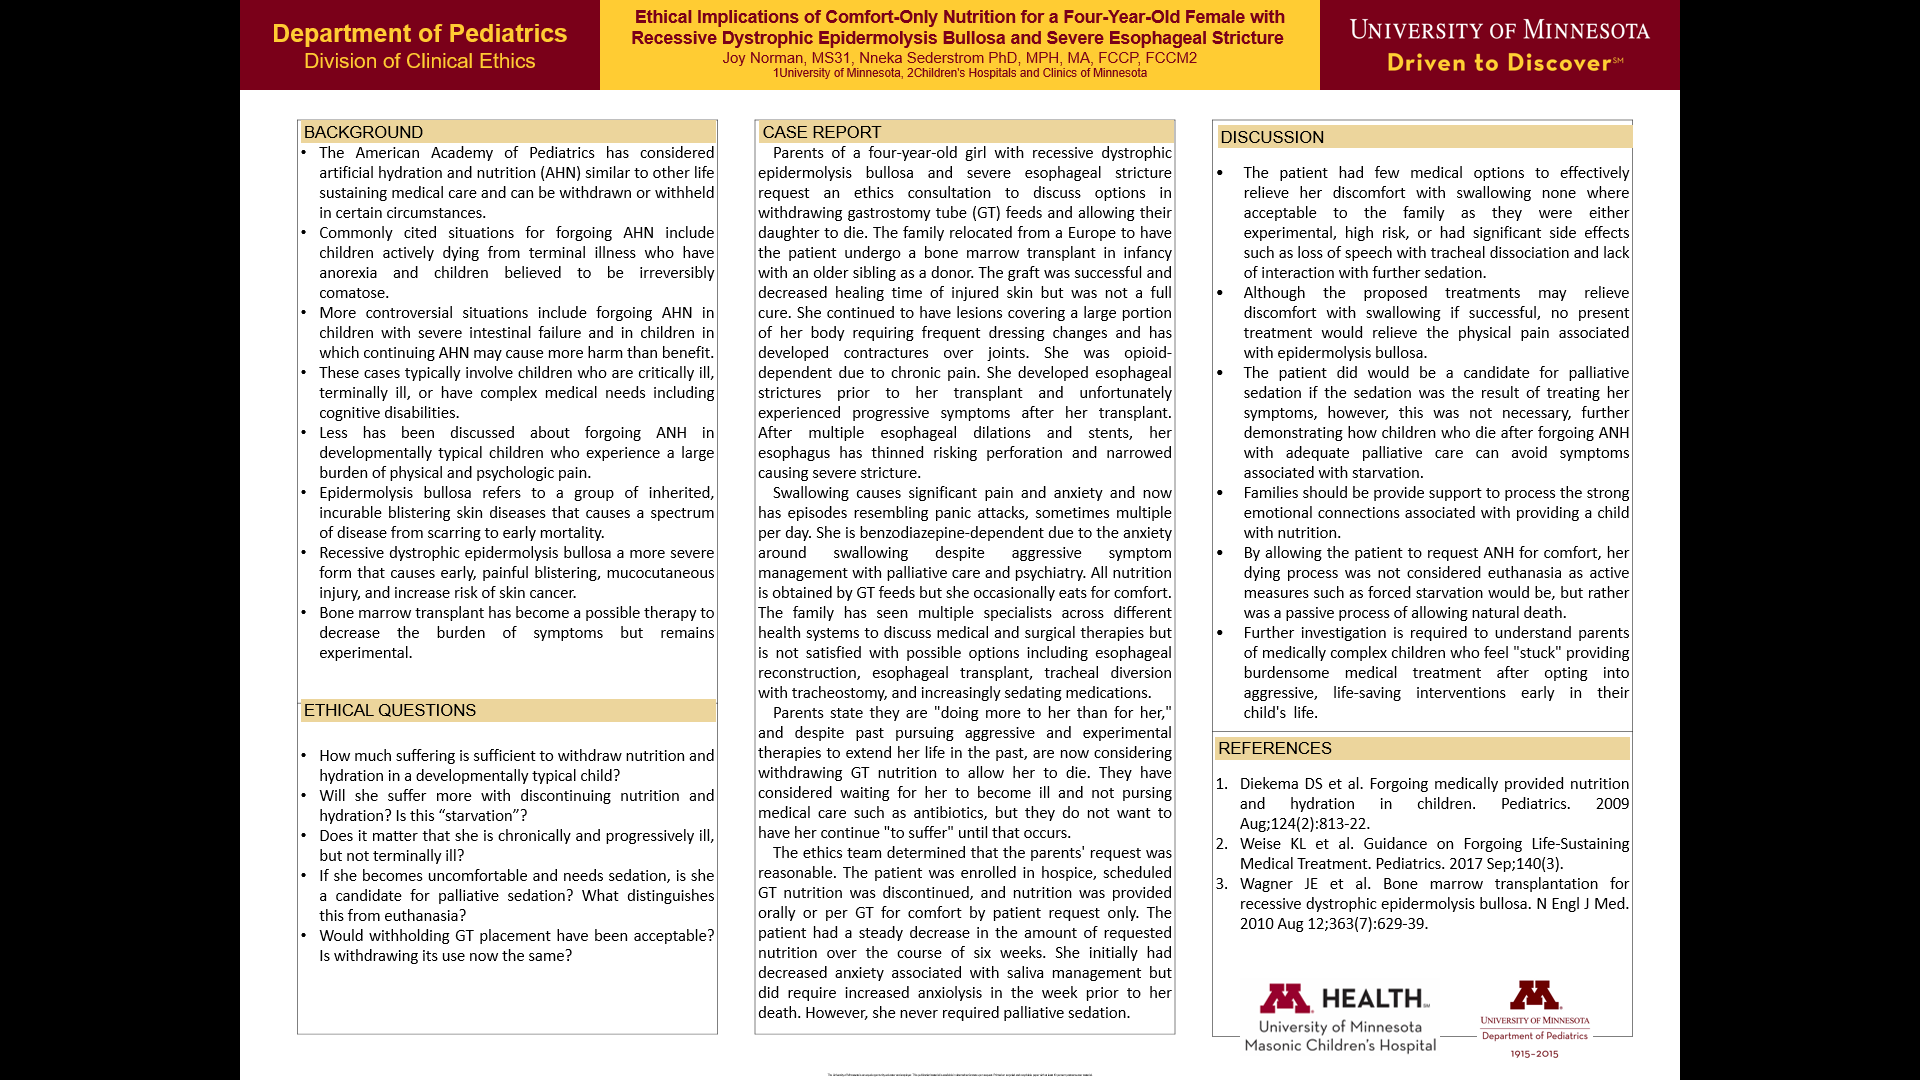 Department of Pediatrics
Division of Clinical Ethics
Ethical Implications of Comfort-Only Nutrition for a Four-Year-Old Female with
Recessive Dystrophic Epidermolysis Bullosa and Severe Esophageal Stricture
Joy Norman, MS31, Nneka Sederstrom PhD, MPH, MA, FCCP, FCCM2
1University of Minnesota, 2Children's Hospitals and Clinics of Minnesota
UNIVERSITY OF MINNESOTA
Driven to Discover℠
BACKGROUND
• The American Academy of Pediatrics has considered
artificial hydration and nutrition (AHN) similar to other life
sustaining medical care and can be withdrawn or withheld
in certain circumstances.
• Commonly cited situations for forgoing AHN include
children actively dying from terminal illness who have
anorexia and children believed to be irreversibly
comatose.
• More controversial situations include forgoing AHN in
children with severe intestinal failure and in children in
which continuing AHN may cause more harm than benefit.
• These cases typically involve children who are critically ill,
terminally ill, or have complex medical needs including
cognitive disabilities.
• Less has been discussed about forgoing ANH in
developmentally typical children who experience a large
burden of physical and psychologic pain.
• Epidermolysis bullosa refers to a group of inherited,
incurable blistering skin diseases that causes a spectrum
of disease from scarring to early mortality.
• Recessive dystrophic epidermolysis bullosa a more severe
form that causes early, painful blistering, mucocutaneous
injury, and increase risk of skin cancer.
• Bone marrow transplant has become a possible therapy to
decrease the burden of symptoms but remains
experimental.
ETHICAL QUESTIONS
• How much suffering is sufficient to withdraw nutrition and
hydration in a developmentally typical child?
• Will she suffer more with discontinuing nutrition and
hydration? Is this “starvation”?
• Does it matter that she is chronically and progressively ill,
but not terminally ill?
• If she becomes uncomfortable and needs sedation, is she
a candidate for palliative sedation? What distinguishes
this from euthanasia?
• Would withholding GT placement have been acceptable?
Is withdrawing its use now the same?
CASE REPORT
Parents of a four-year-old girl with recessive dystrophic
epidermolysis bullosa and severe esophageal stricture
request an ethics consultation to discuss options in
withdrawing gastrostomy tube (GT) feeds and allowing their
daughter to die. The family relocated from a Europe to have
the patient undergo a bone marrow transplant in infancy
with an older sibling as a donor. The graft was successful and
decreased healing time of injured skin but was not a full
cure. She continued to have lesions covering a large portion
of her body requiring frequent dressing changes and has
developed contractures over joints. She was opioid-
dependent due to chronic pain. She developed esophageal
strictures prior to her transplant and unfortunately
experienced progressive symptoms after her transplant.
After multiple esophageal dilations and stents, her
esophagus has thinned risking perforation and narrowed
causing severe stricture.
Swallowing causes significant pain and anxiety and now
has episodes resembling panic attacks, sometimes multiple
per day. She is benzodiazepine-dependent due to the anxiety
around swallowing despite aggressive symptom
management with palliative care and psychiatry. All nutrition
is obtained by GT feeds but she occasionally eats for comfort.
The family has seen multiple specialists across different
health systems to discuss medical and surgical therapies but
is not satisfied with possible options including esophageal
reconstruction, esophageal transplant, tracheal diversion
with tracheostomy, and increasingly sedating medications.
Parents state they are "doing more to her than for her,"
and despite past pursuing aggressive and experimental
therapies to extend her life in the past, are now considering
withdrawing GT nutrition to allow her to die. They have
considered waiting for her to become ill and not pursing
medical care such as antibiotics, but they do not want to
have her continue "to suffer" until that occurs.
The ethics team determined that the parents' request was
reasonable. The patient was enrolled in hospice, scheduled
GT nutrition was discontinued, and nutrition was provided
orally or per GT for comfort by patient request only. The
patient had a steady decrease in the amount of requested
nutrition over the course of six weeks. She initially had
decreased anxiety associated with saliva management but
did require increased anxiolysis in the week prior to her
death. However, she never required palliative sedation.
DISCUSSION
• The patient had few medical options to effectively
relieve her discomfort with swallowing none where
acceptable to the family as they were either
experimental, high risk, or had significant side effects
such as loss of speech with tracheal dissociation and lack
of interaction with further sedation.
• Although the proposed treatments may relieve
discomfort with swallowing if successful, no present
treatment would relieve the physical pain associated
with epidermolysis bullosa.
• The patient did would be a candidate for palliative
sedation if the sedation was the result of treating her
symptoms, however, this was not necessary, further
demonstrating how children who die after forgoing ANH
with adequate palliative care can avoid symptoms
associated with starvation.
• Families should be provide support to process the strong
emotional connections associated with providing a child
with nutrition.
• By allowing the patient to request ANH for comfort, her
dying process was not considered euthanasia as active
measures such as forced starvation would be, but rather
was a passive process of allowing natural death.
• Further investigation is required to understand parents
of medically complex children who feel "stuck" providing
burdensome medical treatment after opting into
aggressive, life-saving interventions early in their
child's life.
REFERENCES
1. Diekema DS et al. Forgoing medically provided nutrition
and hydration in children. Pediatrics. 2009
Aug;124(2):813-22.
2. Weise KL et al. Guidance on Forgoing Life-Sustaining
Medical Treatment. Pediatrics. 2017 Sep;140(3).
3. Wagner JE et al. Bone marrow transplantation for
recessive dystrophic epidermolysis bullosa. N Engl J Med.
2010 Aug 12;363(7):629-39.
M HEALTH℠
University of Minnesota
Masonic Children's Hospital
M
UNIVERSITY OF MINNESOTA
Department of Pediatrics
1915–2015